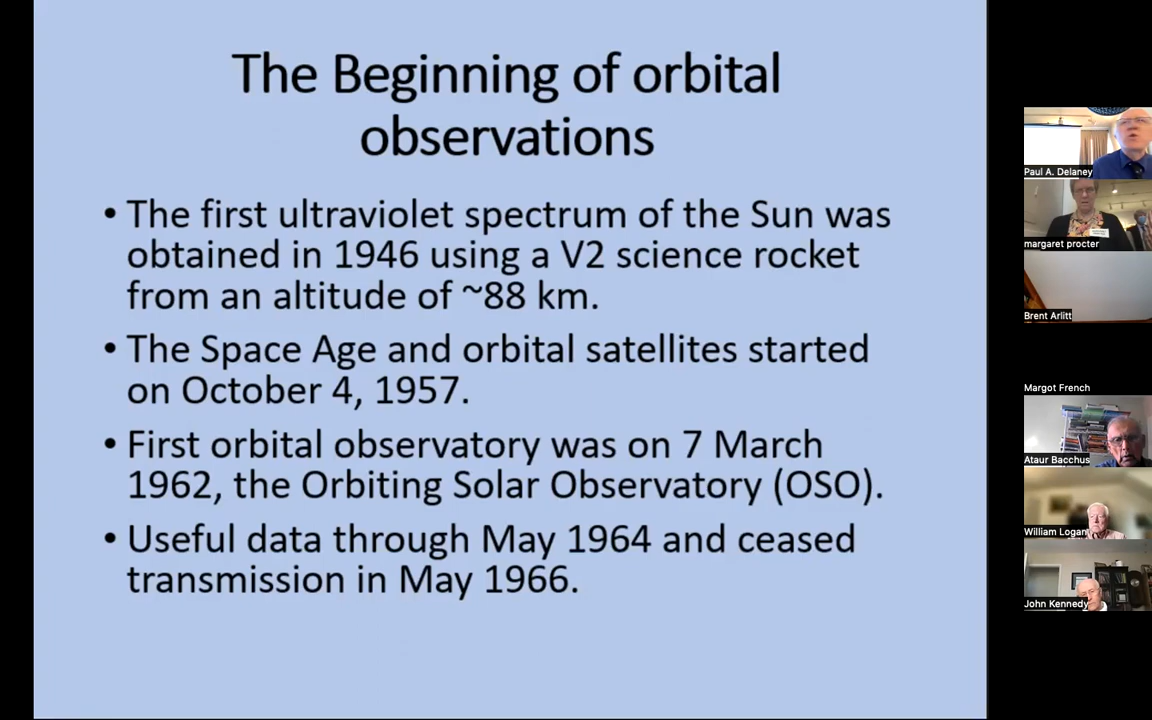 The Beginning of orbital
observations
• The first ultraviolet spectrum of the Sun was
obtained in 1946 using a V2 science rocket
from an altitude of ~88 km.
• The Space Age and orbital satellites started
on October 4, 1957.
• First orbital observatory was on 7 March
1962, the Orbiting Solar Observatory (OSO).
• Useful data through May 1964 and ceased
transmission in May 1966.
Paul A. Delaney
margaret procter
Brent Arlitt
Margot French
Ataur Bacchus
William Logan
John Kennedy